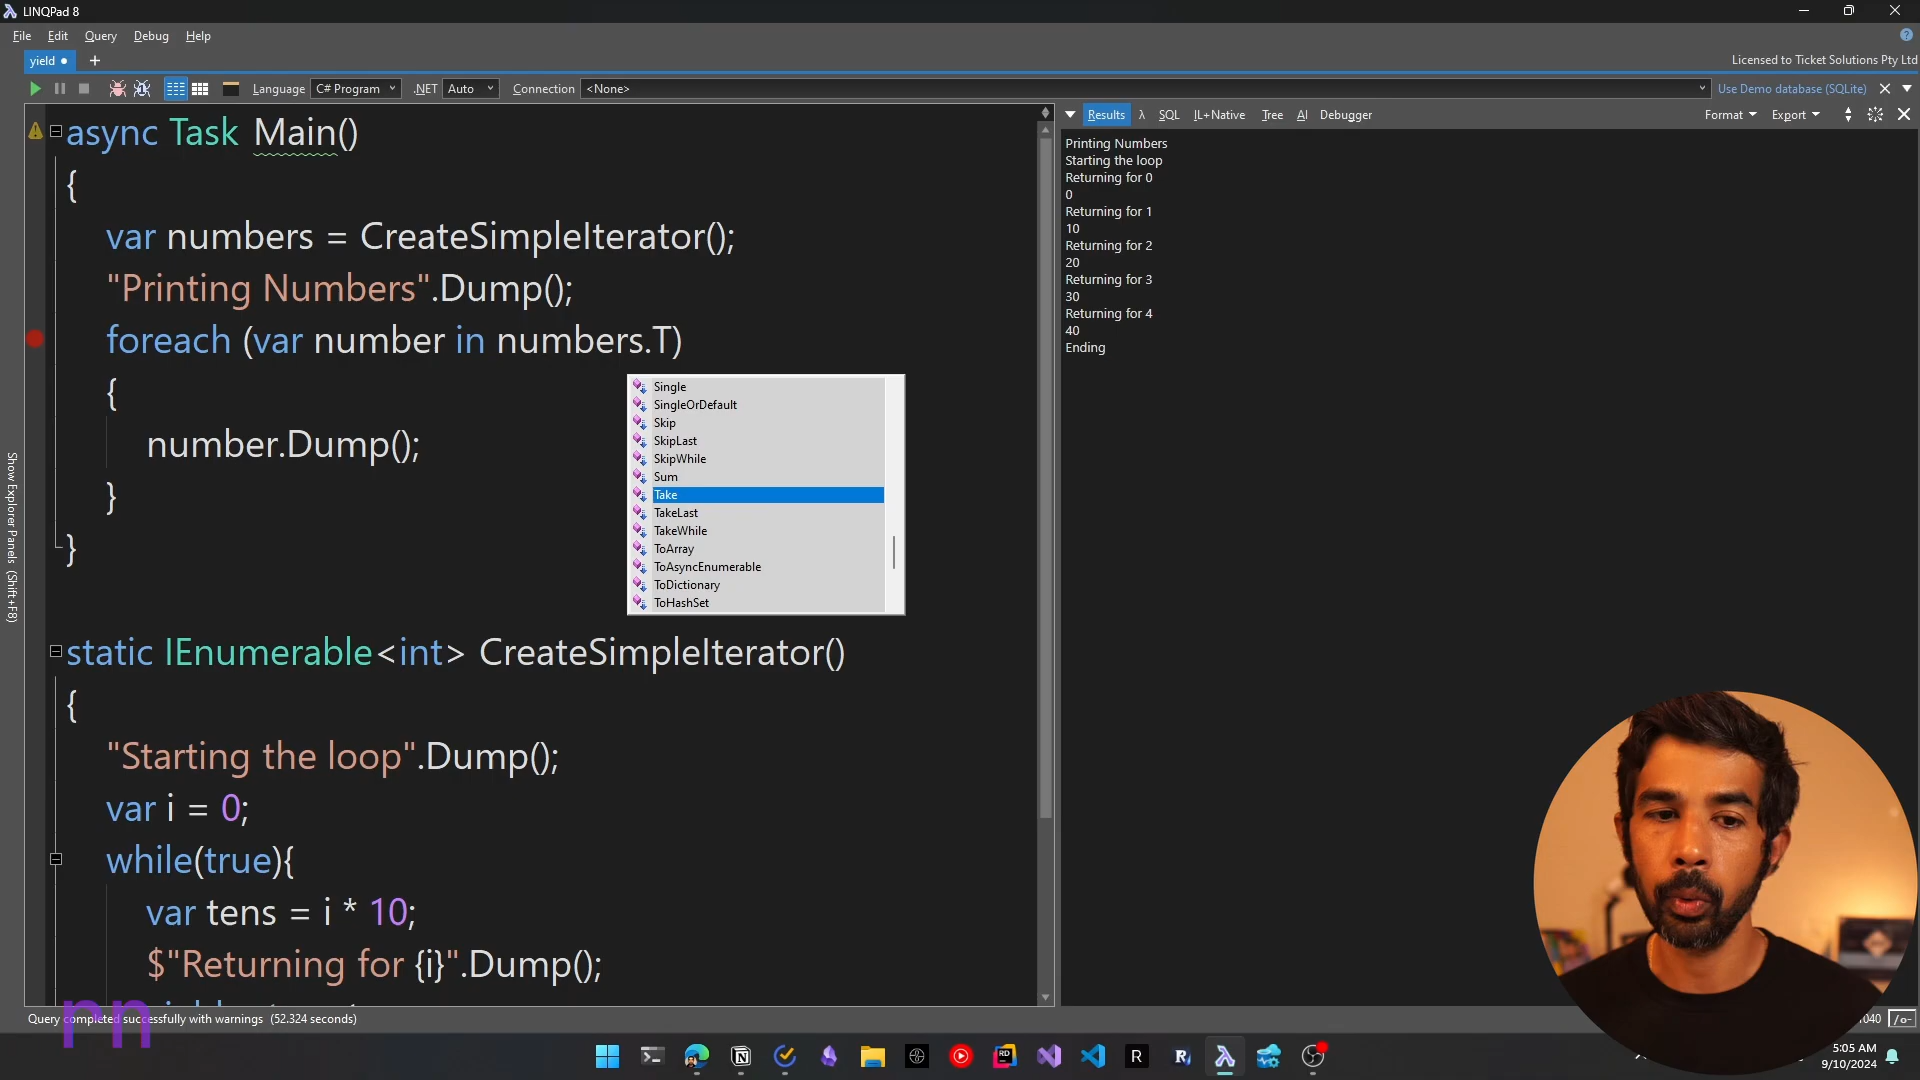 LINQPad 8
File Edit Query Debug Help
yield
Licensed to Ticket Solutions Pty Ltd
Language C# Program .NET Auto Connection <None> Use Demo database (SQLite)
Results λ SQL IL+Native Tree AI Debugger Format Export
async Task Main()
{
var numbers = CreateSimpleIterator();
"Printing Numbers".Dump();
foreach (var number in numbers.T)
{
number.Dump();
}
}
Single
SingleOrDefault
Skip
SkipLast
SkipWhile
Sum
Take
TakeLast
TakeWhile
ToArray
ToAsyncEnumerable
ToDictionary
ToHashSet
static IEnumerable<int> CreateSimpleIterator()
{
"Starting the loop".Dump();
var i = 0;
while(true){
var tens = i * 10;
$"Returning for {i}".Dump();
Printing Numbers
Starting the loop
Returning for 0
0
Returning for 1
10
Returning for 2
20
Returning for 3
30
Returning for 4
40
Ending
Show Explorer Panels (Shift+F8)
rn
Query completed successfully with warnings (52.324 seconds)
040 /o-
5:05 AM
9/10/2024